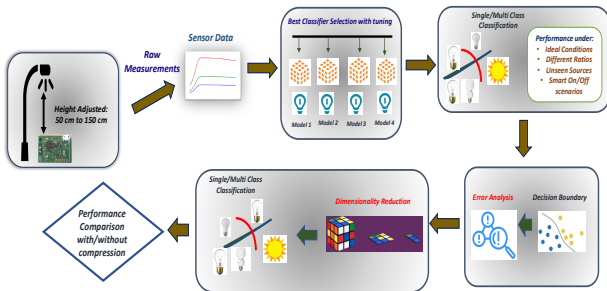 Height Adjusted:
50 cm to 150 cm
Raw
Measurements
Sensor Data
Best Classifier Selection with tuning
Model 1
Model 2
Model 3
Model 4
Single/Multi Class
Classification
Performance under:
• Ideal Conditions
• Different Ratios
• Unseen Sources
• Smart On/Off
scenarios
Error Analysis
Decision Boundary
Single/Multi Class
Classification
Dimensionality Reduction
Performance
Comparison
with/without
compression